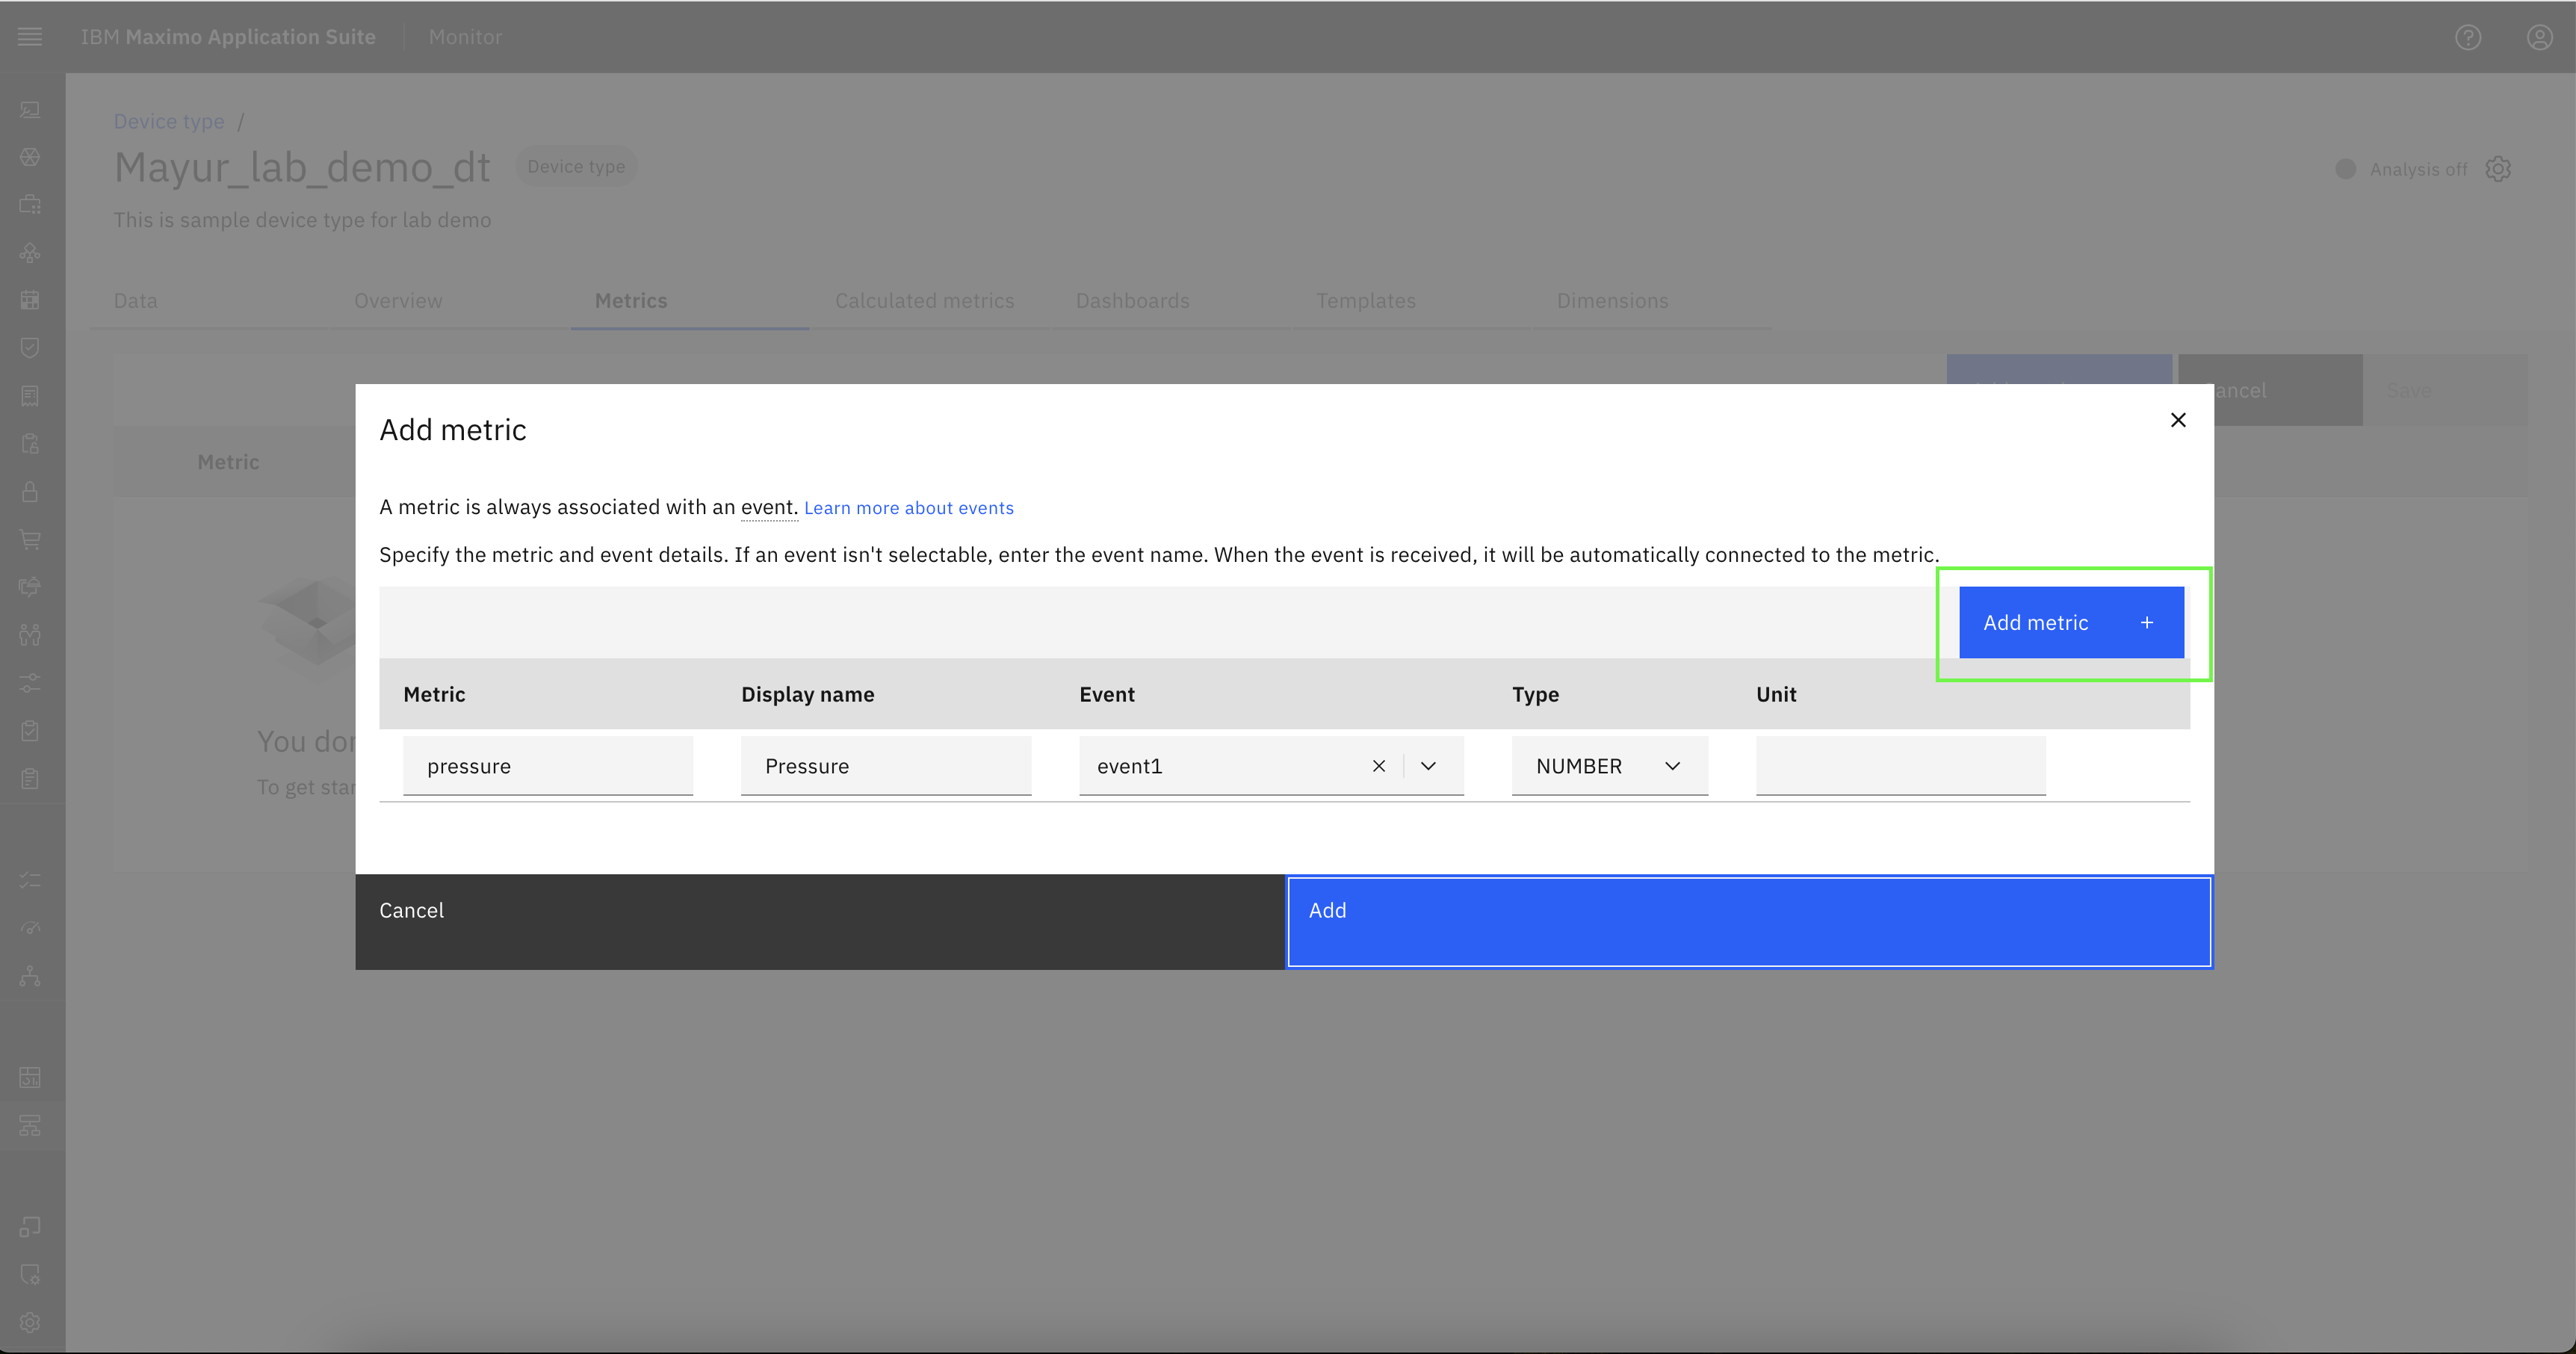 IBM Maximo Application Suite Monitor
Device type /
Mayur_lab_demo_dt Device type
Analysis off
This is sample device type for lab demo
Data Overview Metrics Calculated metrics Dashboards Templates Dimensions
ancel Save
Metric
You don
To get star
Add metric
A metric is always associated with an event. Learn more about events
Specify the metric and event details. If an event isn't selectable, enter the event name. When the event is received, it will be automatically connected to the metric.
Add metric +
Metric Display name Event Type Unit
pressure Pressure event1 NUMBER
Cancel Add